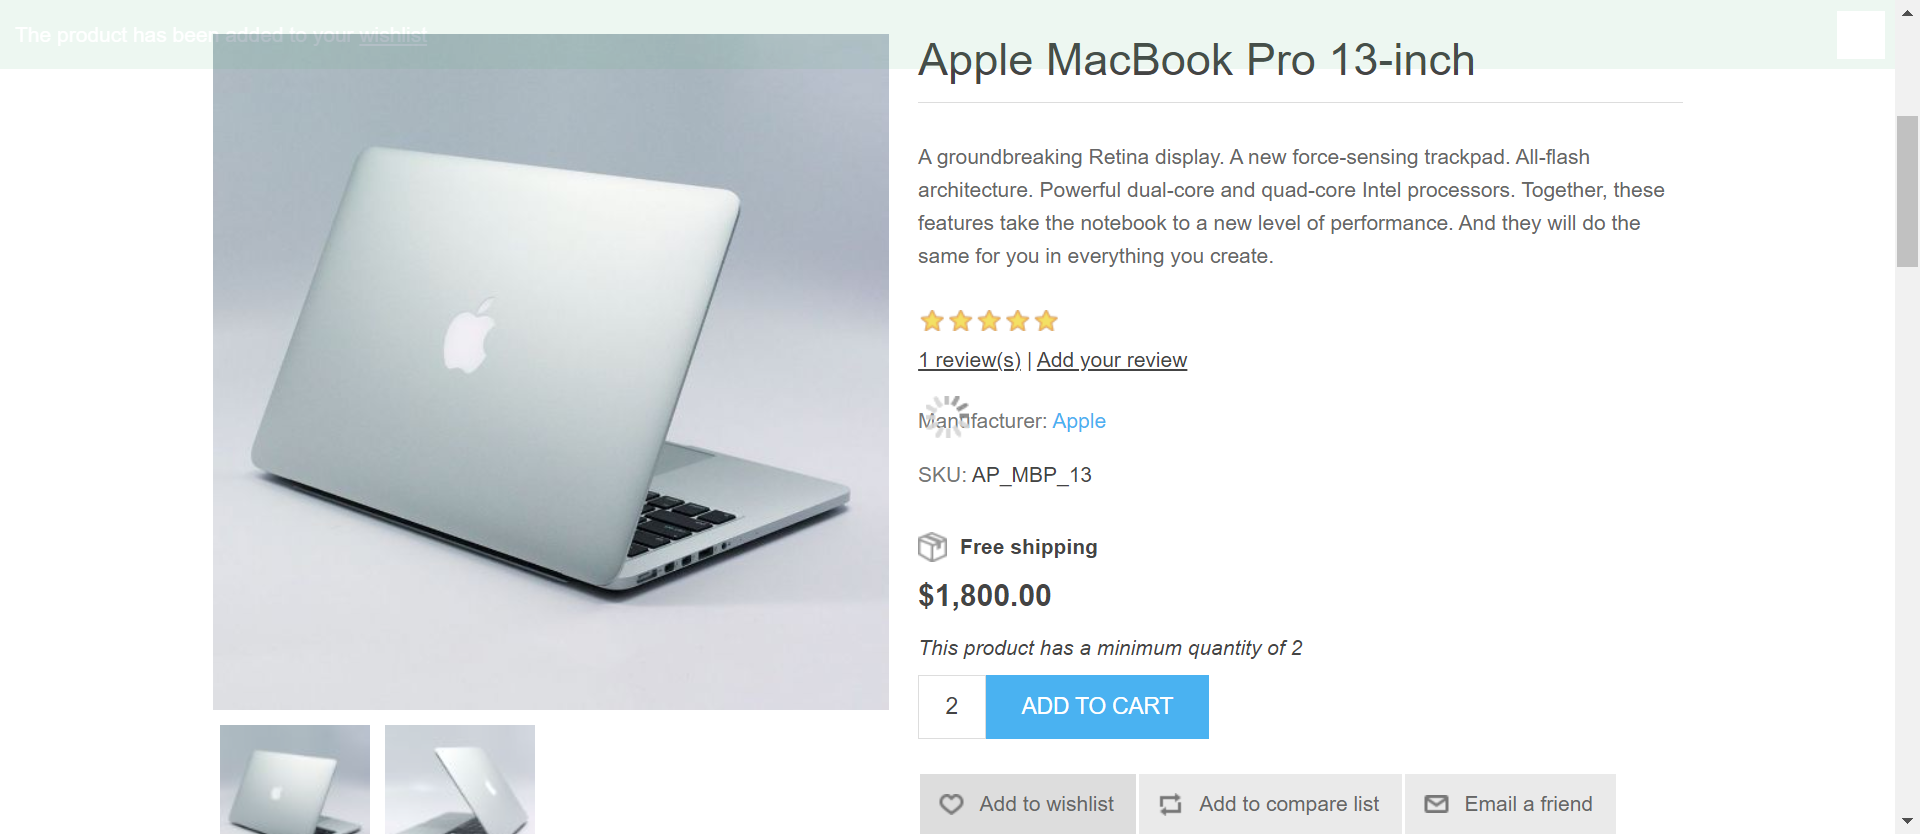 The product has been added to your wishlist
Apple MacBook Pro 13-inch
A groundbreaking Retina display. A new force-sensing trackpad. All-flash
architecture. Powerful dual-core and quad-core Intel processors. Together, these
features take the notebook to a new level of performance. And they will do the
same for you in everything you create.
1 review(s) | Add your review
Manufacturer: Apple
SKU: AP_MBP_13
Free shipping
$1,800.00
This product has a minimum quantity of 2
2 ADD TO CART
Add to wishlist Add to compare list Email a friend